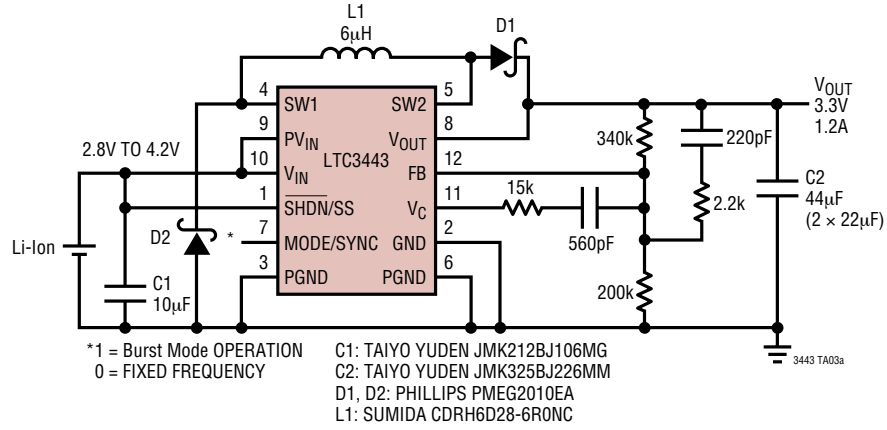 L1
6µH
D1
4
SW1
SW2
5
9
PVIN
VOUT
8
10
VIN
LTC3443
FB
12
1
SHDN/SS
VC
11
7
MODE/SYNC
GND
2
3
PGND
PGND
6
2.8V TO 4.2V
Li-Ion
D2
*
C1
10µF
15k
560pF
340k
200k
220pF
2.2k
VOUT
3.3V
1.2A
C2
44µF
(2 × 22µF)
*1 = Burst Mode OPERATION
0 = FIXED FREQUENCY
C1: TAIYO YUDEN JMK212BJ106MG
C2: TAIYO YUDEN JMK325BJ226MM
D1, D2: PHILLIPS PMEG2010EA
L1: SUMIDA CDRH6D28-6R0NC
3443 TA03a